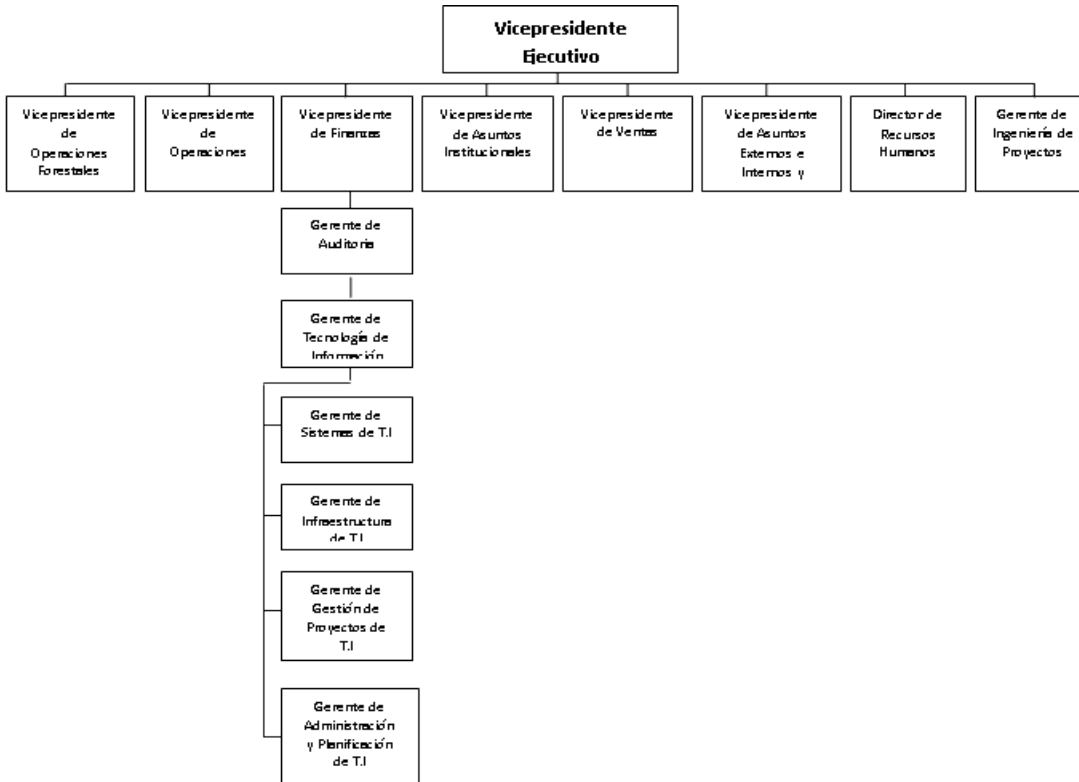 Vicepresidente
Ejecutivo
Vicepresidente
de
Operaciones
Forestales
Vicepresidente
de
Operaciones
Vicepresidente
de Finanzas
Vicepresidente
de Asuntos
Institucionales
Vicepresidente
de Ventas
Vicepresidente
de Asuntos
Externos e
Internos y
Director de
Recursos
Humanos
Gerente de
Ingeniería de
Proyectos
Gerente de
Auditoria
Gerente de
Tecnología de
Información
Gerente de
Sistemas de T.I
Gerente de
Infraestructura
de T.I
Gerente de
Gestión de
Proyectos de
T.I
Gerente de
Administración
y Planificación
de T.I